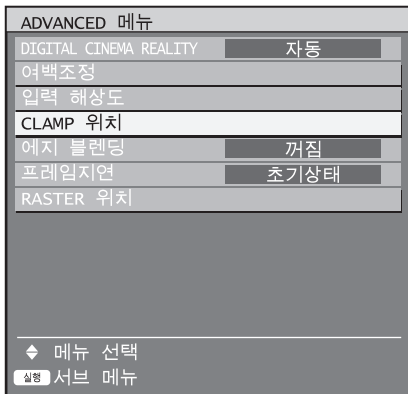 ADVANCED 메뉴
DIGITAL CINEMA REALITY 자동
여백조정
입력 해상도
CLAMP 위치
에지 블렌딩 꺼짐
프레임지연 초기상태
RASTER 위치
메뉴 선택
실행 서브 메뉴